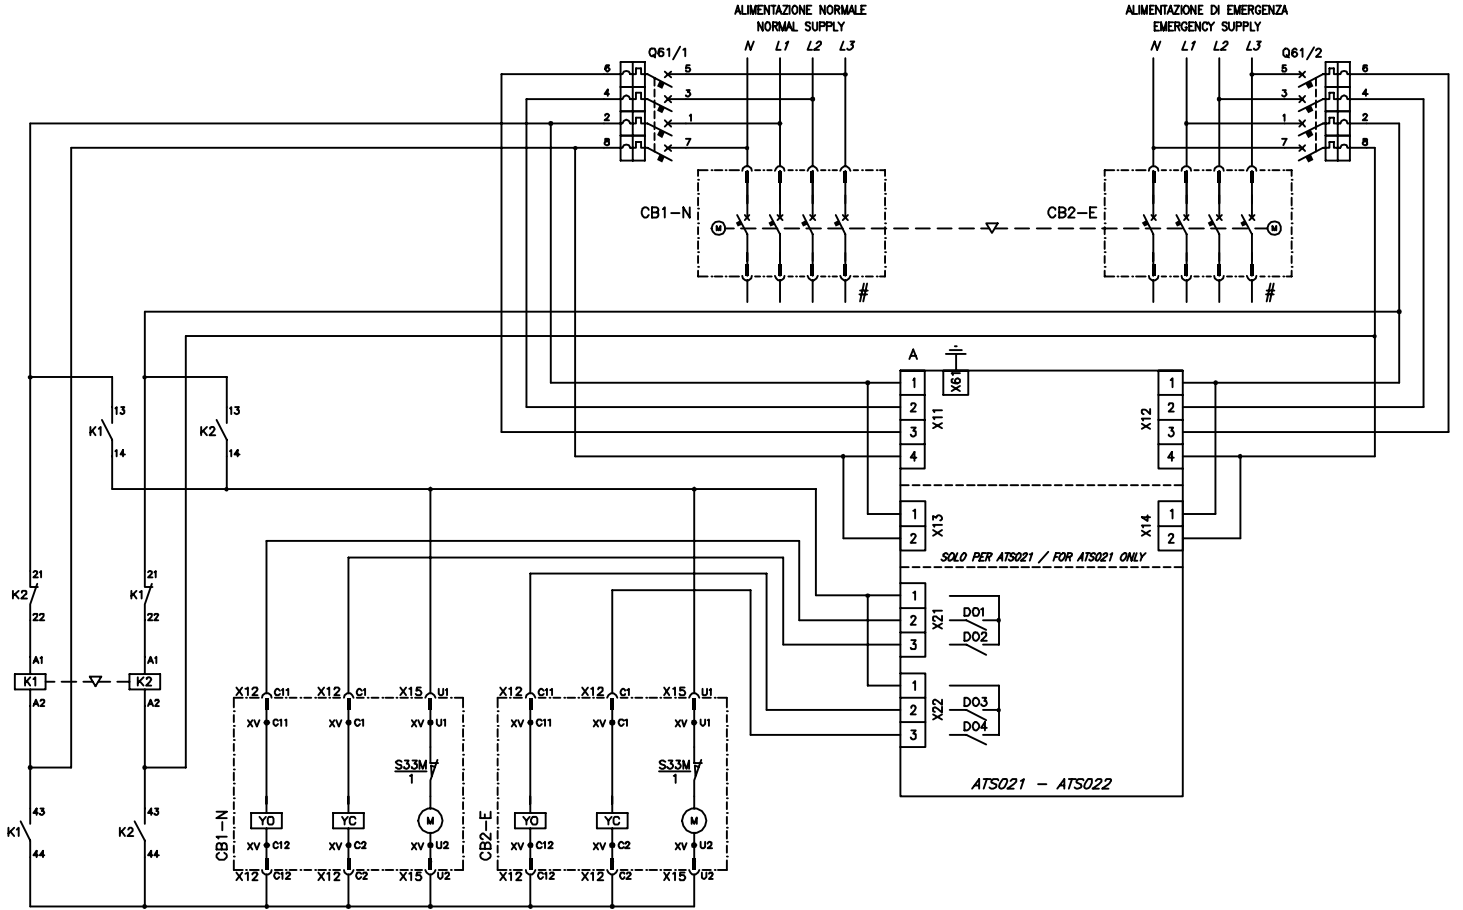 ALIMENTAZIONE NORMALE
NORMAL SUPPLY
N L1 L2 L3
ALIMENTAZIONE DI EMERGENZA
EMERGENCY SUPPLY
N L1 L2 L3
Q61/1
6 5
4 3
2 1
8 7
Q61/2
5 6
3 4
1 2
7 8
CB1-N
M
#
CB2-E
M
#
A
X61
1
2
3
4
X11
1
2
3
4
X12
1
2
X13
1
2
X14
SOLO PER ATS021 / FOR ATS021 ONLY
1
2
3
X21
DO1
DO2
1
2
3
X22
DO3
DO4
ATS021 - ATS022
13
K1
14
13
K2
14
21
K2
22
21
K1
22
A1
K1
A2
A1
K2
A2
43
K1
44
43
K2
44
CB1-N
X12 C11 X12 C1 X15 U1
XV C11 XV C1 XV U1
S33M
1
YO YC M
XV C12 XV C2 XV U2
X12 C12 X12 C2 X15 U2
CB2-E
X12 C11 X12 C1 X15 U1
XV C11 XV C1 XV U1
S33M
1
YO YC M
XV C12 XV C2 XV U2
X12 C12 X12 C2 X15 U2